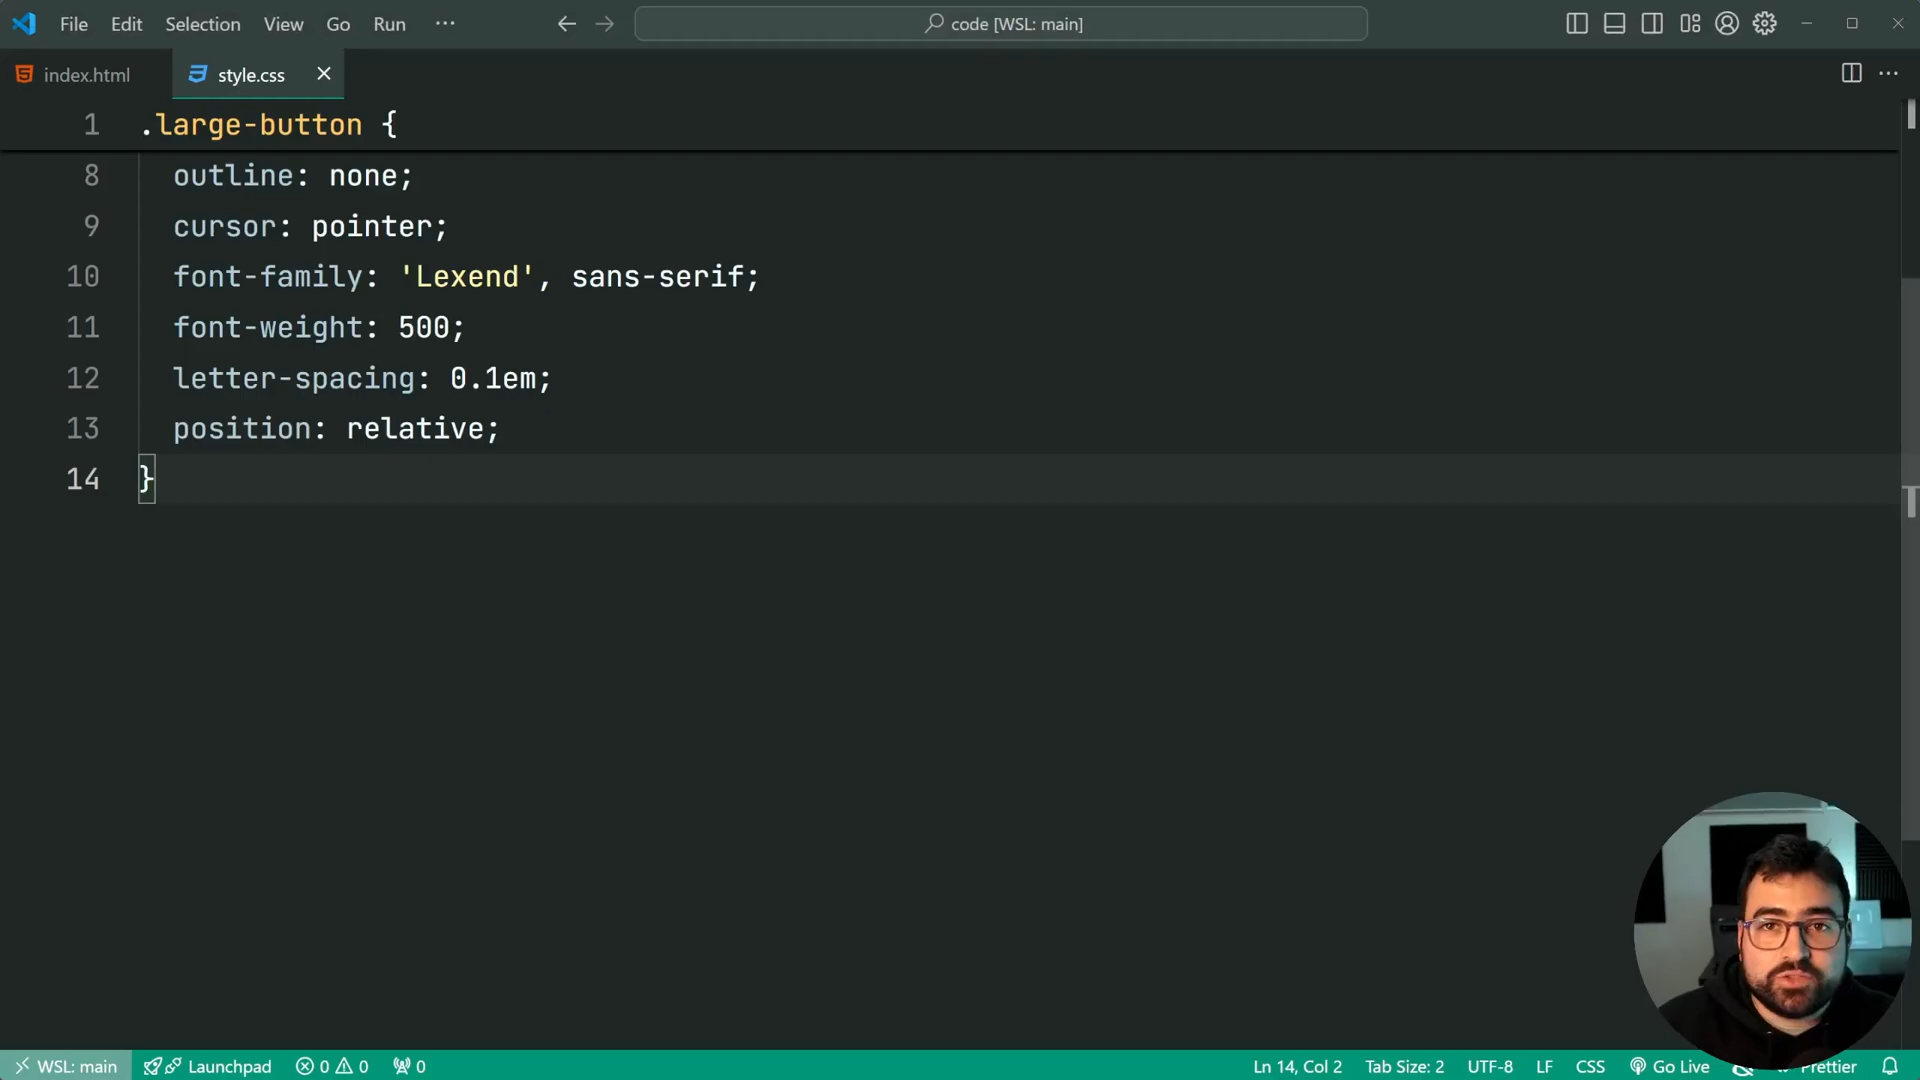 File Edit Selection View Go Run ··· code [WSL: main]
index.html style.css
1 .large-button {
8 outline: none;
9 cursor: pointer;
10 font-family: 'Lexend', sans-serif;
11 font-weight: 500;
12 letter-spacing: 0.1em;
13 position: relative;
14 }
WSL: main Launchpad 0 0 0 Ln 14, Col 2 Tab Size: 2 UTF-8 LF CSS Go Live Prettier